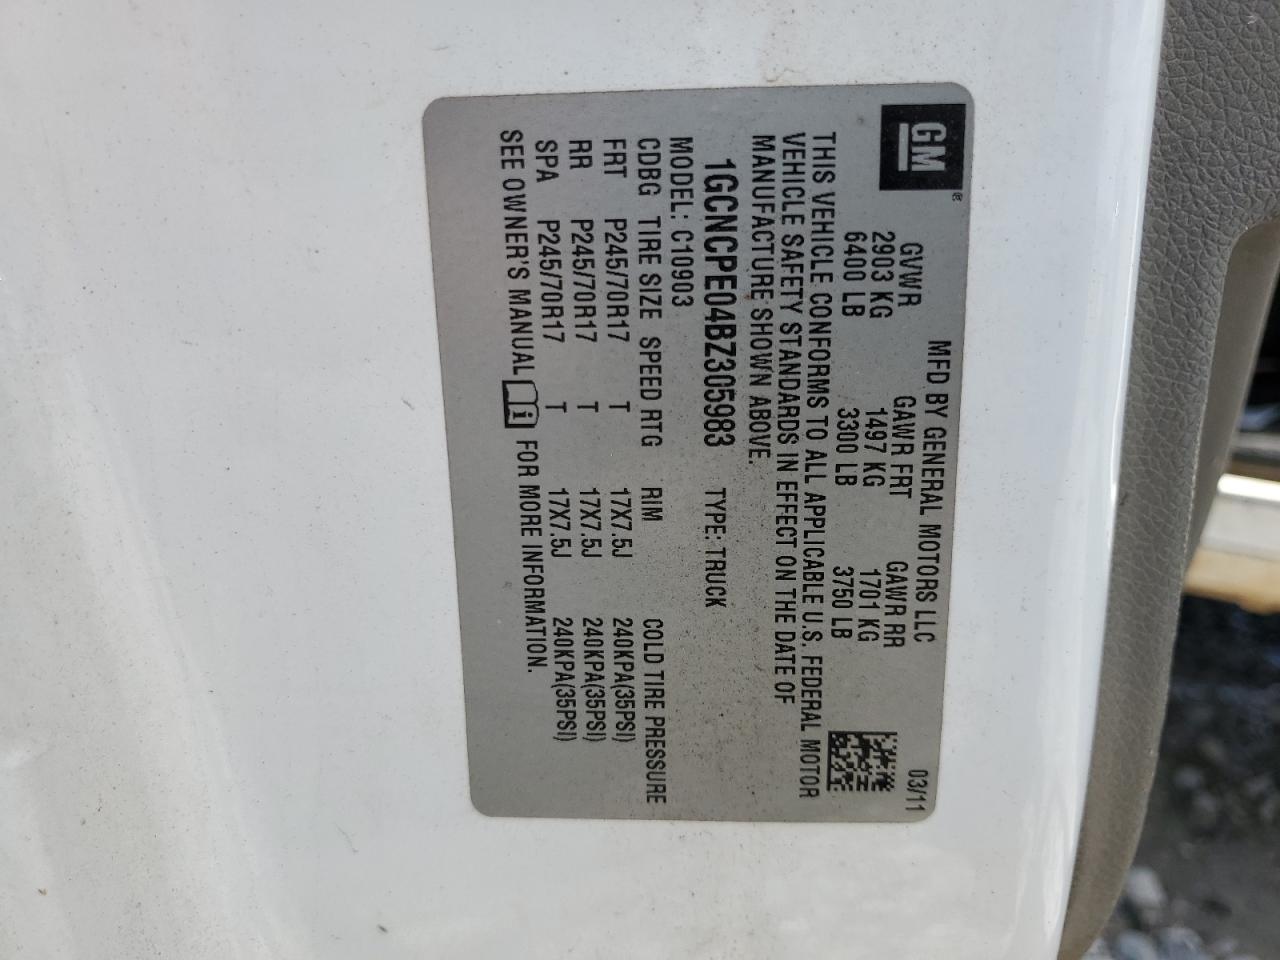 GM®
MFD BY GENERAL MOTORS LLC 03/11
GVWR GAWR FRT GAWR RR
2903 KG 1497 KG 1701 KG
6400 LB 3300 LB 3750 LB
THIS VEHICLE CONFORMS TO ALL APPLICABLE U.S. FEDERAL MOTOR
VEHICLE SAFETY STANDARDS IN EFFECT ON THE DATE OF
MANUFACTURE SHOWN ABOVE.
1GCNCPE04BZ305983 TYPE: TRUCK
MODEL: C10903
CDBG TIRE SIZE SPEED RTG RIM COLD TIRE PRESSURE
FRT P245/70R17 T 17X7.5J 240KPA(35PSI)
RR P245/70R17 T 17X7.5J 240KPA(35PSI)
SPA P245/70R17 T 17X7.5J 240KPA(35PSI)
SEE OWNER'S MANUAL i FOR MORE INFORMATION.